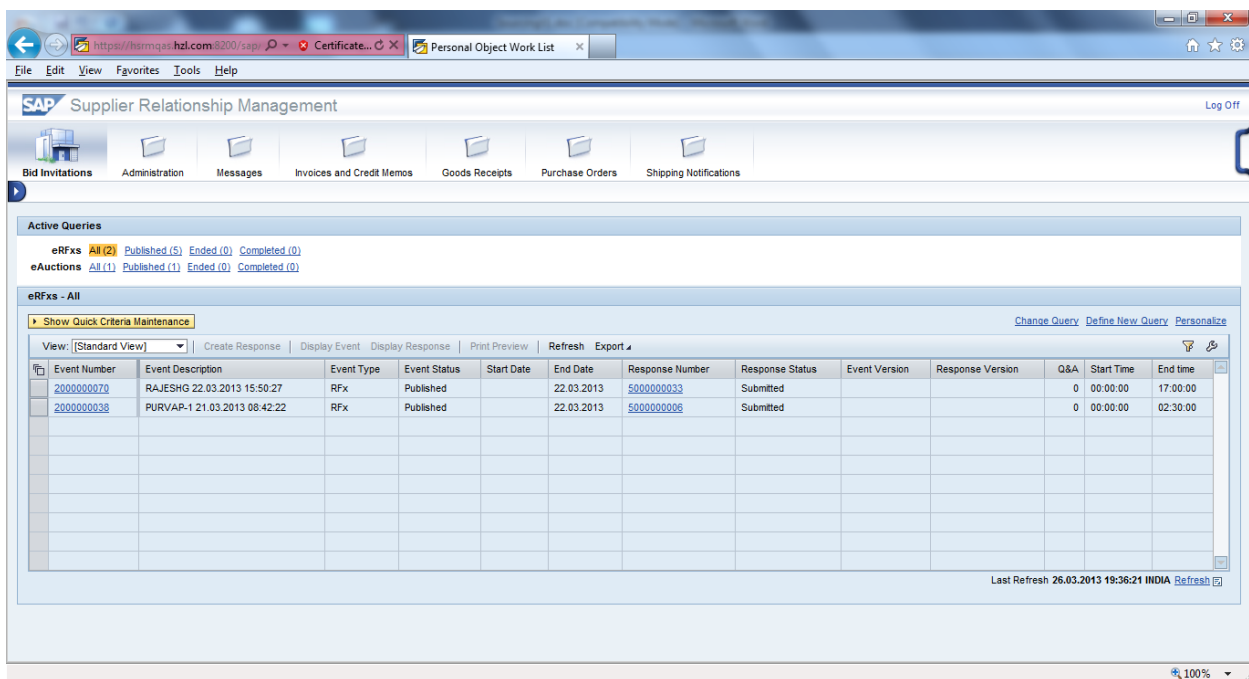 https://hsrmqas.hzl.com:8200/sap/ Certificate... Personal Object Work List
File Edit View Favorites Tools Help
SAP Supplier Relationship Management Log Off
Bid Invitations Administration Messages Invoices and Credit Memos Goods Receipts Purchase Orders Shipping Notifications
Active Queries
eRFxs All (2) Published (5) Ended (0) Completed (0)
eAuctions All (1) Published (1) Ended (0) Completed (0)
eRFxs - All
Show Quick Criteria Maintenance Change Query Define New Query Personalize
View: [Standard View] Create Response Display Event Display Response Print Preview Refresh Export
Event Number Event Description Event Type Event Status Start Date End Date Response Number Response Status Event Version Response Version Q&A Start Time End time
2000000070 RAJESHG 22.03.2013 15:50:27 RFx Published 22.03.2013 5000000033 Submitted 0 00:00:00 17:00:00
2000000038 PURVAP-1 21.03.2013 08:42:22 RFx Published 22.03.2013 5000000006 Submitted 0 00:00:00 02:30:00
Last Refresh 26.03.2013 19:36:21 INDIA Refresh
100%